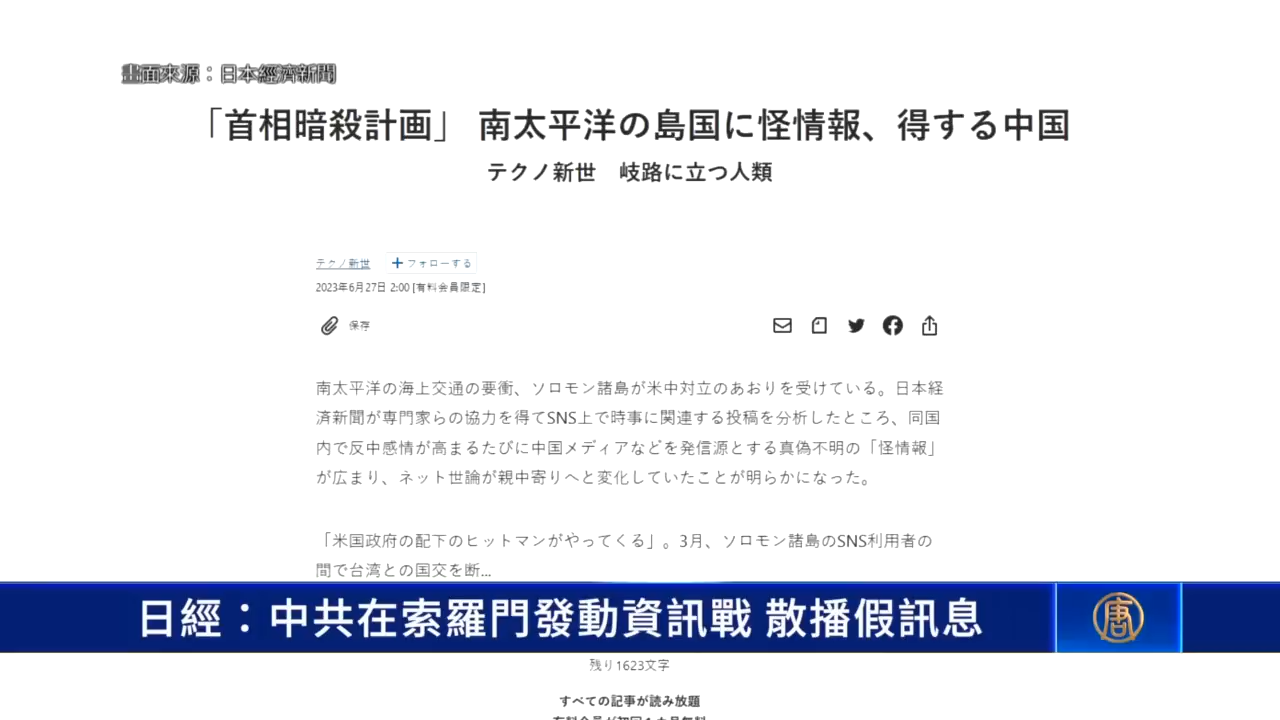 畫面來源：日本經濟新聞
「首相暗殺計画」 南太平洋の島国に怪情報、得する中国
テクノ新世　岐路に立つ人類
テクノ新世 フォローする
2023年6月27日 2:00 [有料会員限定]
保存
南太平洋の海上交通の要衝、ソロモン諸島が米中対立のあおりを受けている。日本経
済新聞が専門家らの協力を得てSNS上で時事に関連する投稿を分析したところ、同国
内で反中感情が高まるたびに中国メディアなどを発信源とする真偽不明の「怪情報」
が広まり、ネット世論が親中寄りへと変化していたことが明らかになった。
「米国政府の配下のヒットマンがやってくる」。3月、ソロモン諸島のSNS利用者の
間で台湾との国交を断...
日經：中共在索羅門發動資訊戰 散播假訊息
唐
残り1623文字
すべての記事が読み放題